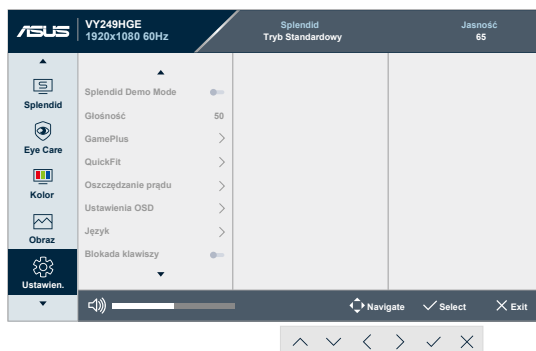 ASUS
VY249HGE
1920x1080 60Hz
Splendid
Tryb Standardowy
Jasność
65
Splendid
Eye Care
Kolor
Obraz
Ustawien.
Splendid Demo Mode
Głośność 50
GamePlus
QuickFit
Oszczędzanie prądu
Ustawienia OSD
Język
Blokada klawiszy
Navigate Select Exit